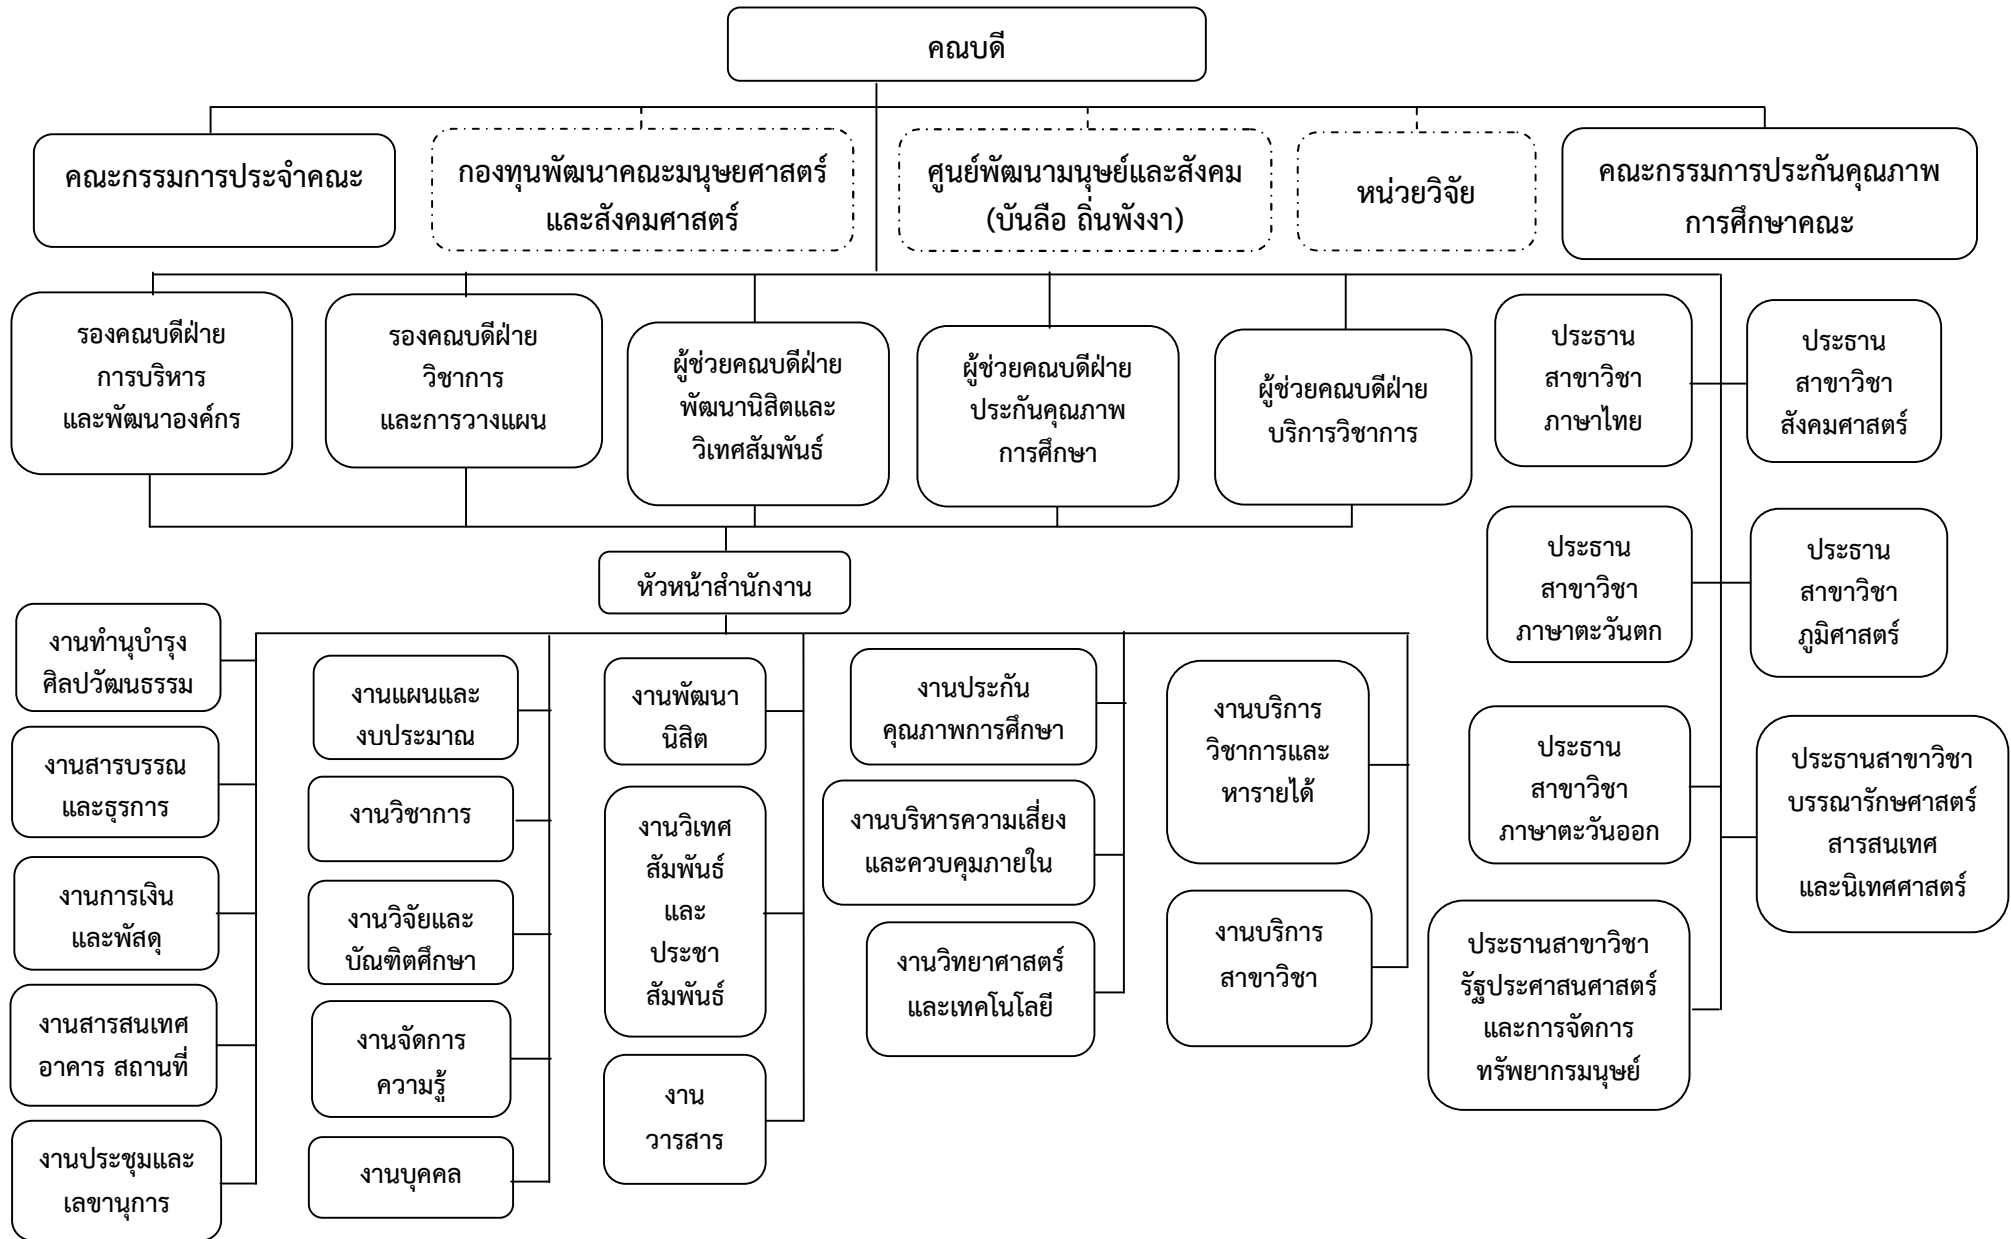 คณบดี
คณะกรรมการประจำคณะ
กองทุนพัฒนาคณะมนุษยศาสตร์
และสังคมศาสตร์
ศูนย์พัฒนามนุษย์และสังคม
(บันลือ ถิ่นพังงา)
หน่วยวิจัย
คณะกรรมการประกันคุณภาพ
การศึกษาคณะ
รองคณบดีฝ่าย
การบริหาร
และพัฒนาองค์กร
รองคณบดีฝ่าย
วิชาการ
และการวางแผน
ผู้ช่วยคณบดีฝ่าย
พัฒนานิสิตและ
วิเทศสัมพันธ์
ผู้ช่วยคณบดีฝ่าย
ประกันคุณภาพ
การศึกษา
ผู้ช่วยคณบดีฝ่าย
บริการวิชาการ
ประธาน
สาขาวิชา
ภาษาไทย
ประธาน
สาขาวิชา
สังคมศาสตร์
ประธาน
สาขาวิชา
ภาษาตะวันตก
ประธาน
สาขาวิชา
ภูมิศาสตร์
ประธาน
สาขาวิชา
ภาษาตะวันออก
ประธานสาขาวิชา
บรรณารักษศาสตร์
สารสนเทศ
และนิเทศศาสตร์
ประธานสาขาวิชา
รัฐประศาสนศาสตร์
และการจัดการ
ทรัพยากรมนุษย์
หัวหน้าสำนักงาน
งานทำนุบำรุง
ศิลปวัฒนธรรม
งานสารบรรณ
และธุรการ
งานการเงิน
และพัสดุ
งานสารสนเทศ
อาคาร สถานที่
งานประชุมและ
เลขานุการ
งานแผนและ
งบประมาณ
งานวิชาการ
งานวิจัยและ
บัณฑิตศึกษา
งานจัดการ
ความรู้
งานบุคคล
งานพัฒนา
นิสิต
งานวิเทศ
สัมพันธ์
และ
ประชา
สัมพันธ์
งาน
วารสาร
งานประกัน
คุณภาพการศึกษา
งานบริหารความเสี่ยง
และควบคุมภายใน
งานวิทยาศาสตร์
และเทคโนโลยี
งานบริการ
วิชาการและ
หารายได้
งานบริการ
สาขาวิชา